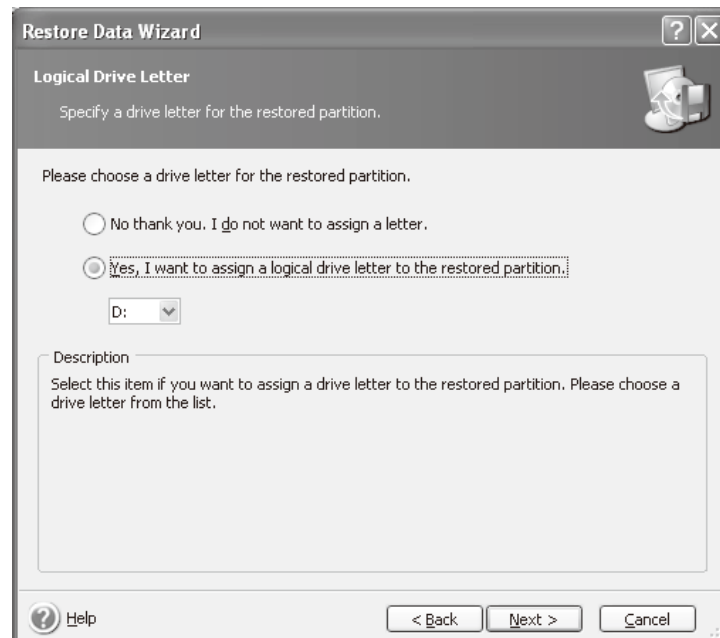 Restore Data Wizard
Logical Drive Letter
Specify a drive letter for the restored partition.
Please choose a drive letter for the restored partition.
No thank you. I do not want to assign a letter.
Yes, I want to assign a logical drive letter to the restored partition.
D:
Description
Select this item if you want to assign a drive letter to the restored partition. Please choose a
drive letter from the list.
Help
< Back
Next >
Cancel